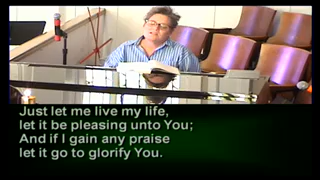 Just let me live my life,
let it be pleasing unto You;
And if I gain any praise
let it go to glorify You.